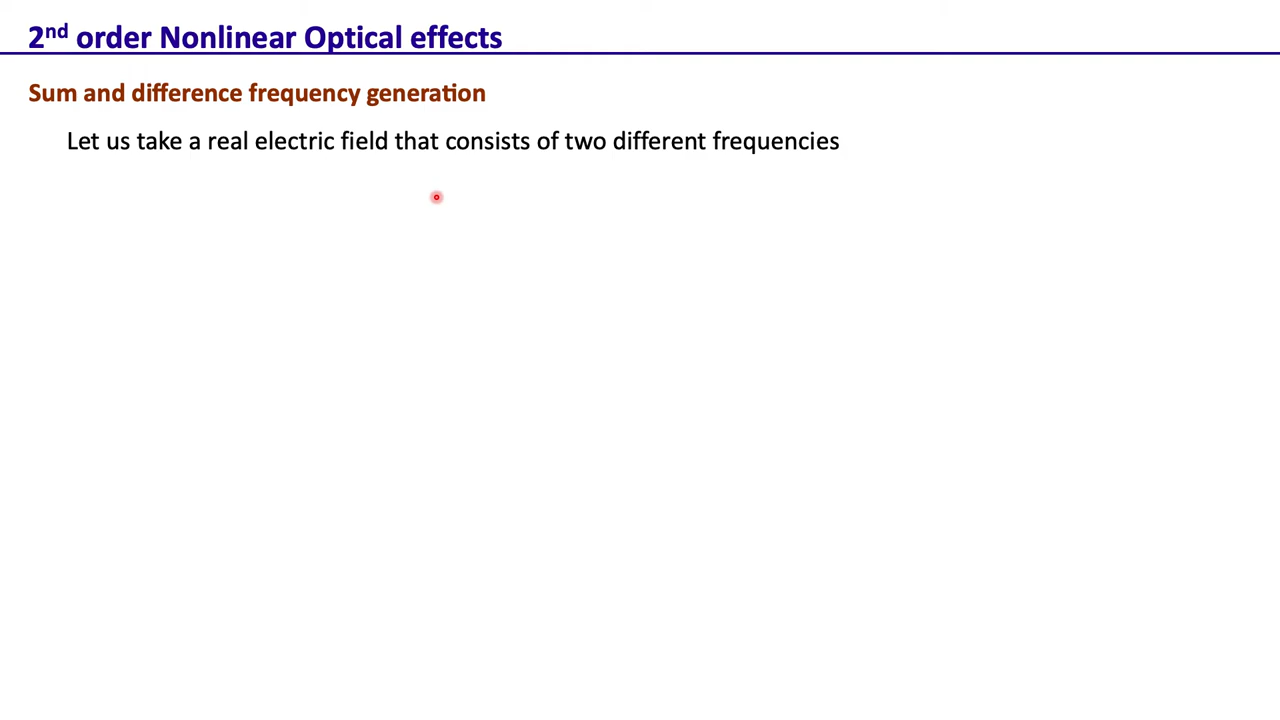 2nd order Nonlinear Optical effects
Sum and difference frequency generation
Let us take a real electric field that consists of two different frequencies